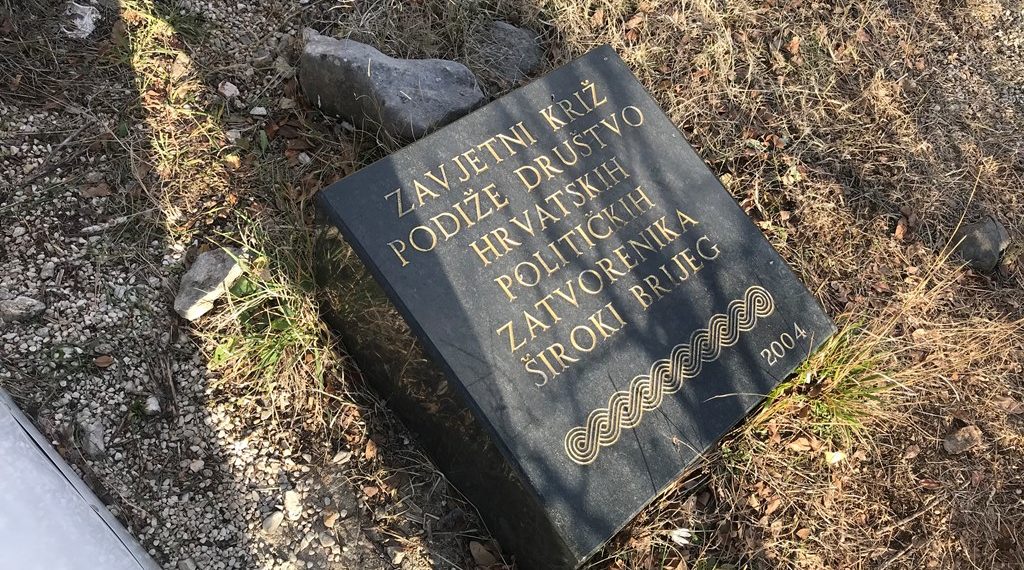 ZAVJETNI KRIŽ
PODIŽE DRUŠTVO
HRVATSKIH
POLITIČKIH
ZATVORENIKA
ŠIROKI BRIJEG
2004